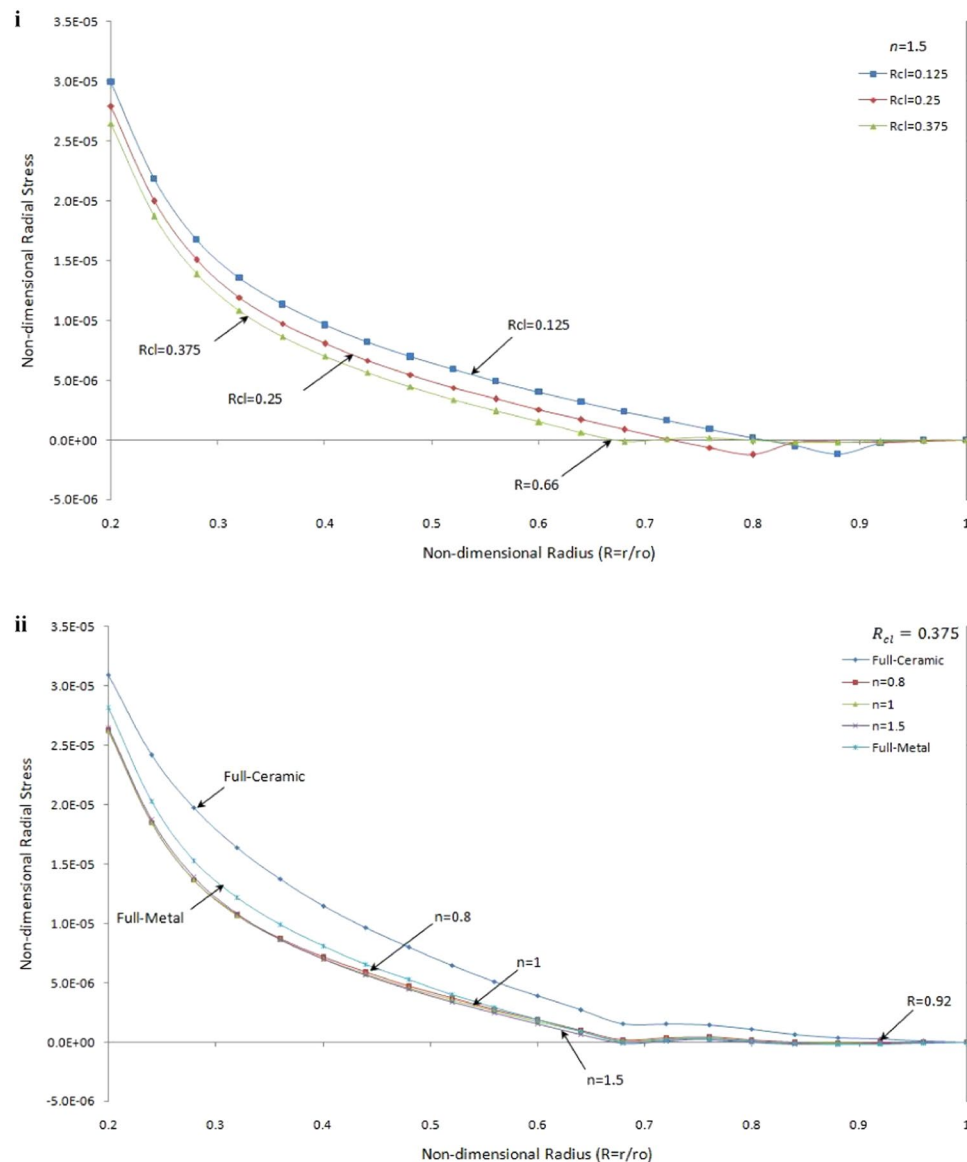 i
3.5E-05
3.0E-05
2.5E-05
2.0E-05
1.5E-05
1.0E-05
5.0E-06
0.0E+00
-5.0E-06
Non-dimensional Radial Stress
n=1.5
Rcl=0.125
Rcl=0.25
Rcl=0.375
Rcl=0.125
Rcl=0.375
Rcl=0.25
R=0.66
0.2 0.3 0.4 0.5 0.6 0.7 0.8 0.9 1
Non-dimensional Radius (R=r/ro)
ii
3.5E-05
3.0E-05
2.5E-05
2.0E-05
1.5E-05
1.0E-05
5.0E-06
0.0E+00
-5.0E-06
Non-dimensional Radial Stress
R_cl = 0.375
Full-Ceramic
n=0.8
n=1
n=1.5
Full-Metal
Full-Ceramic
Full-Metal
n=0.8
n=1
R=0.92
n=1.5
0.2 0.3 0.4 0.5 0.6 0.7 0.8 0.9 1
Non-dimensional Radius (R=r/ro)